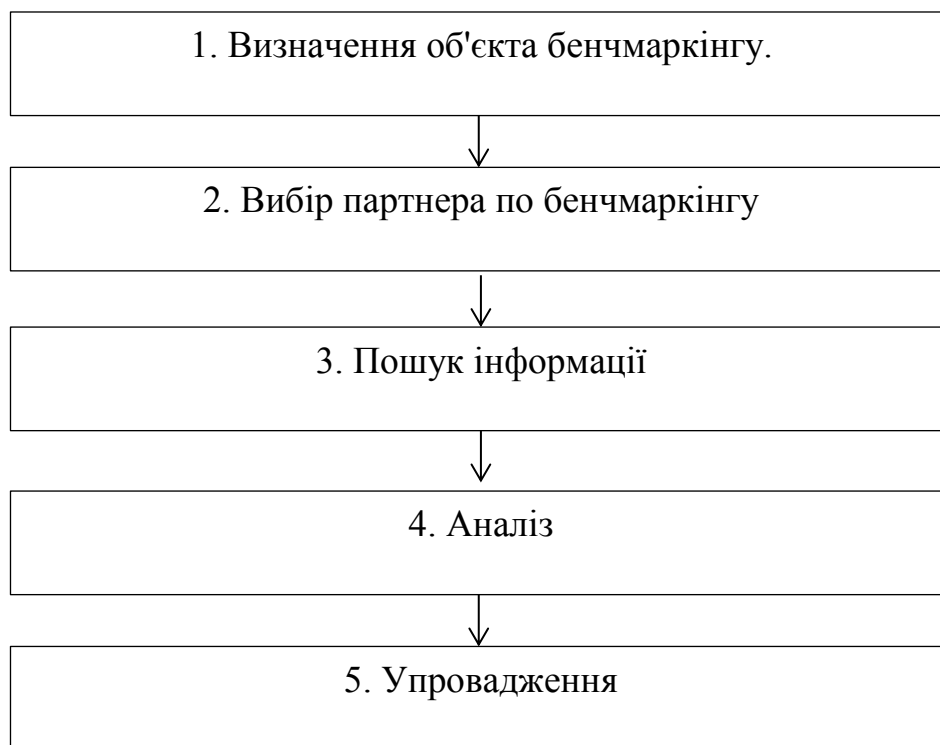 1. Визначення об'єкта бенчмаркінгу.
2. Вибір партнера по бенчмаркінгу
3. Пошук інформації
4. Аналіз
5. Упровадження